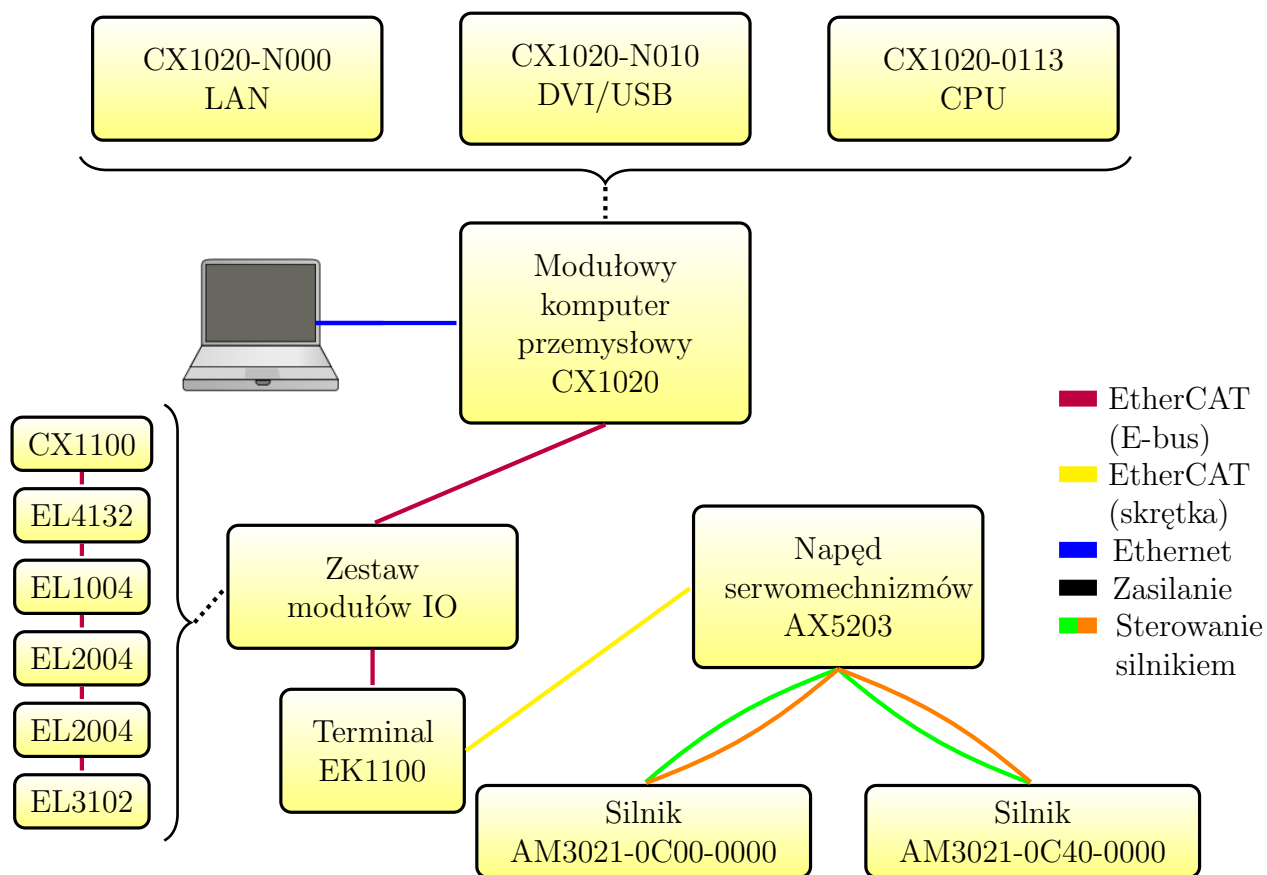 CX1020-N000
LAN
CX1020-N010
DVI/USB
CX1020-0113
CPU
Modułowy
komputer
przemysłowy
CX1020
CX1100
EL4132
EL1004
EL2004
EL2004
EL3102
Zestaw
modułów IO
Terminal
EK1100
Napęd
serwomechnizmów
AX5203
Silnik
AM3021-0C00-0000
Silnik
AM3021-0C40-0000
EtherCAT
(E-bus)
EtherCAT
(skrętka)
Ethernet
Zasilanie
Sterowanie
silnikiem